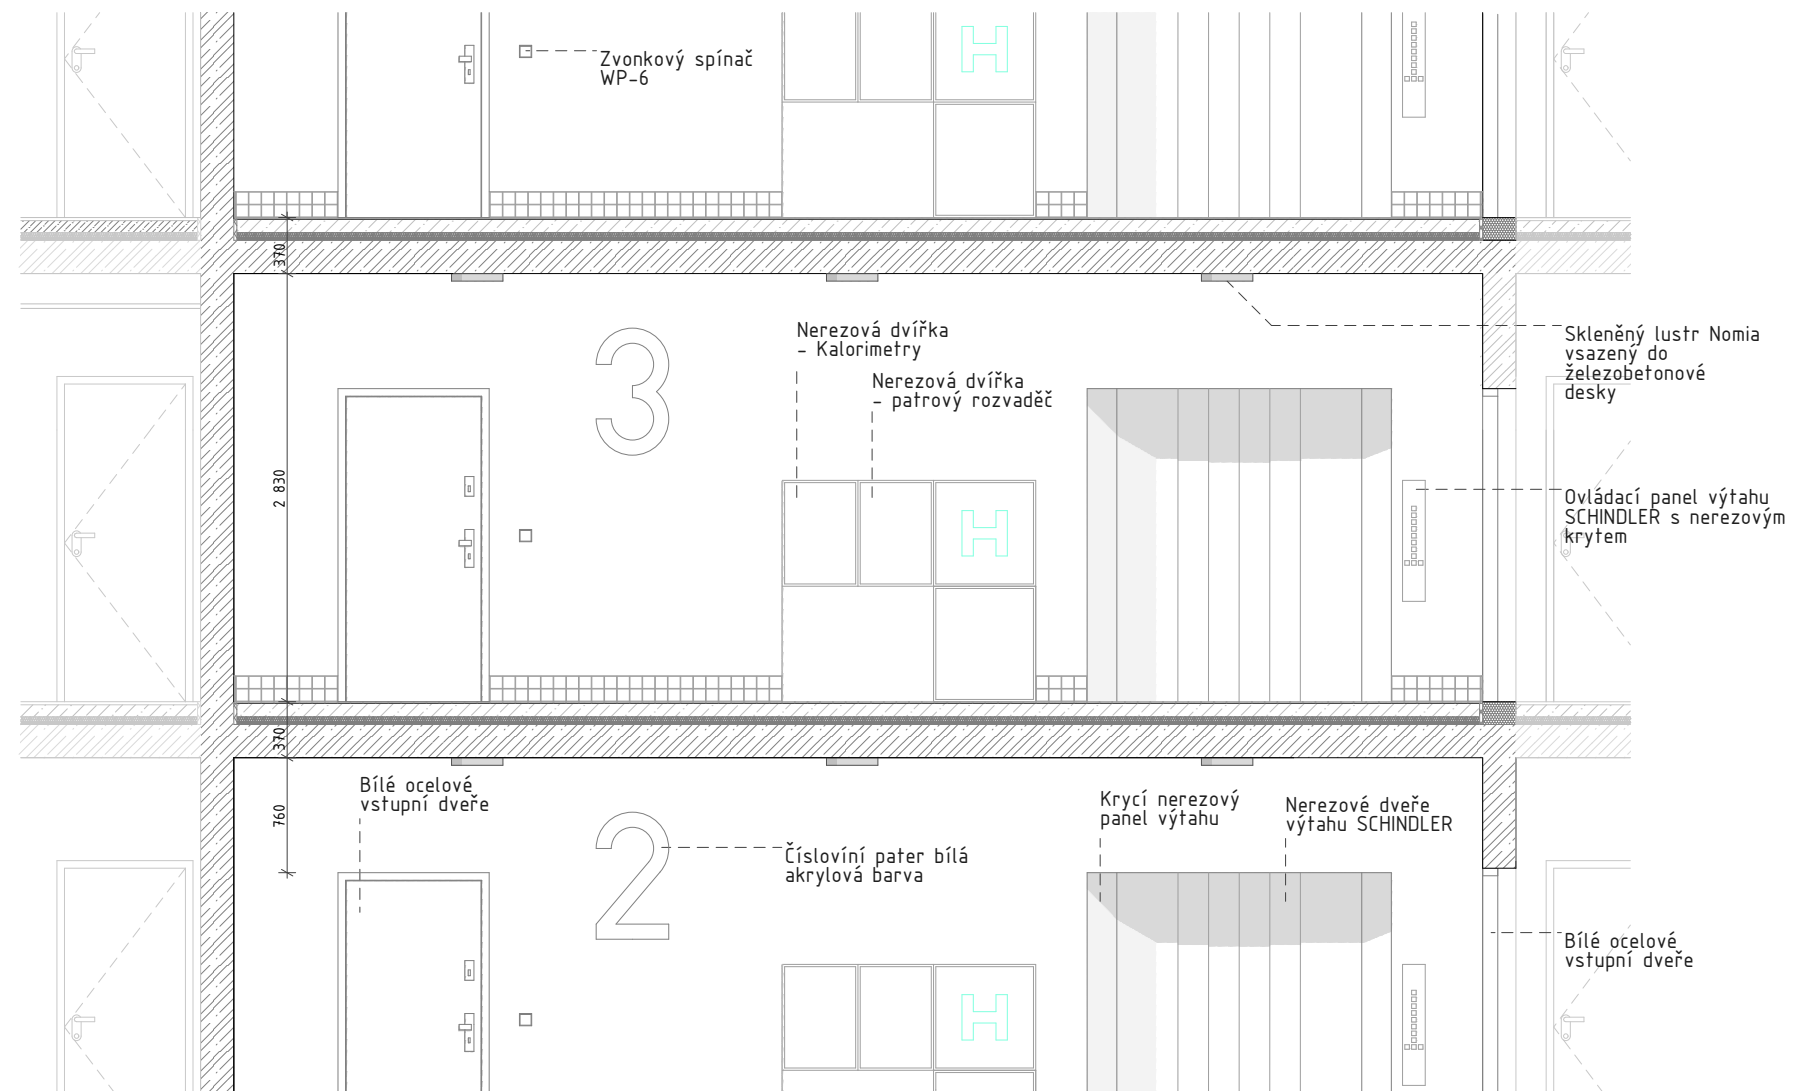 Zvonkový spínač
WP-6
H
370
3
Nerezová dvířka
- Kalorimetry
Nerezová dvířka
- patrový rozvaděč
Skleněný lustr Nomia
vsazený do
železobetonové
desky
2 830
H
Ovládací panel výtahu
SCHINDLER s nerezovým
krytem
370
760
Bílé ocelové
vstupní dveře
2
Číslovíní pater bílá
akrylová barva
Krycí nerezový
panel výtahu
Nerezové dveře
výtahu SCHINDLER
Bílé ocelové
vstupní dveře
H